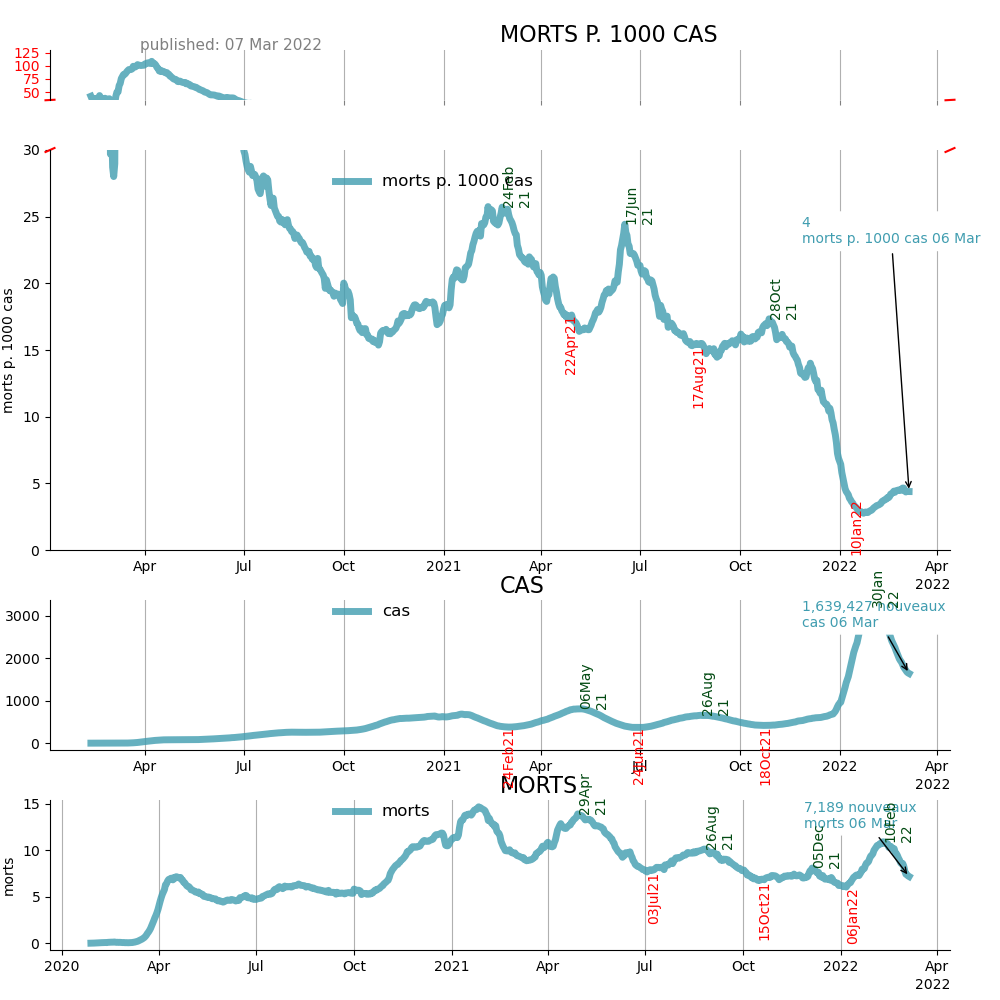 MORTS P. 1000 CAS
published: 07 Mar 2022
125
100
75
50
30
morts p. 1000 cas
24Feb
21
17Jun
21
25
4
morts p. 1000 cas 06 Mar
20
28Oct
21
15
22Apr21
17Aug21
morts p. 1000 cas
10
5
10Jan22
0
Apr
Jul
Oct
2021
Apr
Jul
Oct
2022
Apr
2022
CAS
30Jan
22
cas
1,639,427 nouveaux
cas 06 Mar
3000
2000
1000
0
06May
21
26Aug
21
24Feb21
24Jun21
18Oct21
Apr
Jul
Oct
2021
Apr
Jul
Oct
2022
Apr
2022
MORTS
29Apr
21
morts
7,189 nouveaux
morts 06 Mar
10Feb
22
26Aug
21
05Dec
21
15
10
5
0
morts
03Jul21
15Oct21
06Jan22
2020
Apr
Jul
Oct
2021
Apr
Jul
Oct
2022
Apr
2022